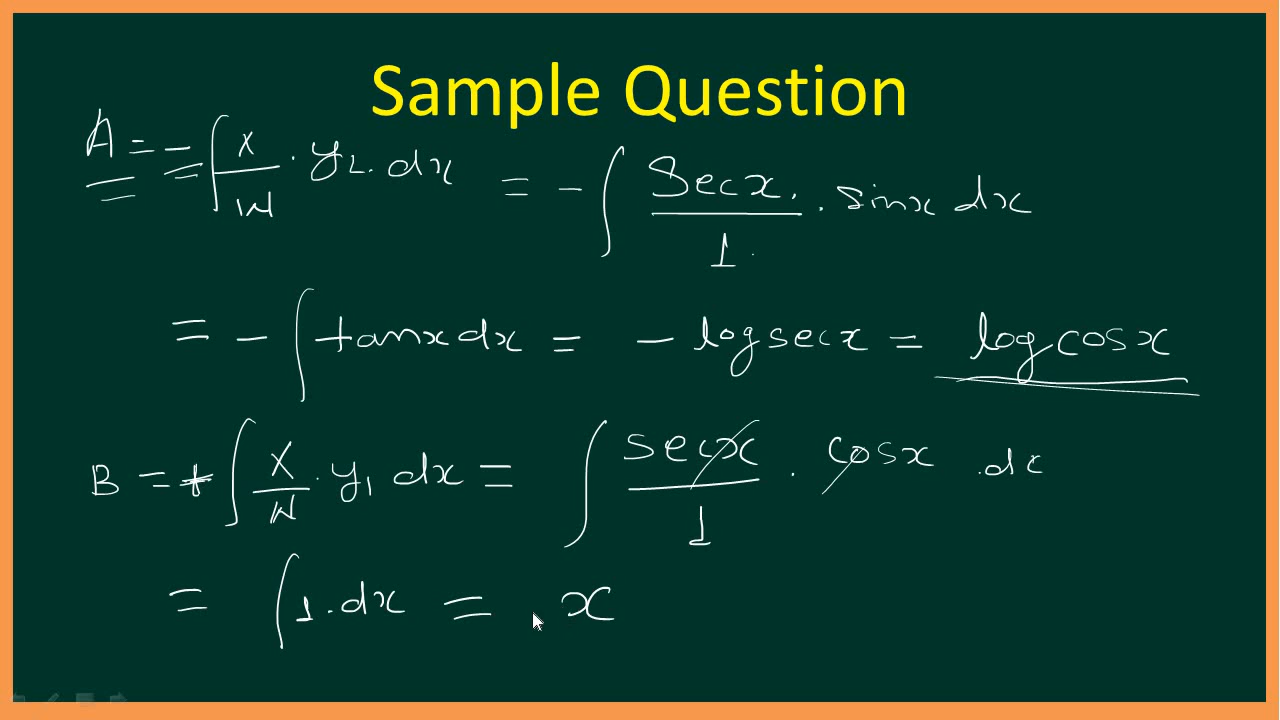 Sample Question
A = - ∫ X/W . y₂ . dx = - ∫ Secx./1 . sinx dx
= - ∫ tanx dx = - log secx = log cosx
B = + ∫ X/W . y₁ dx = ∫ secx/1 . cosx .dx
= ∫ 1 . dx = x